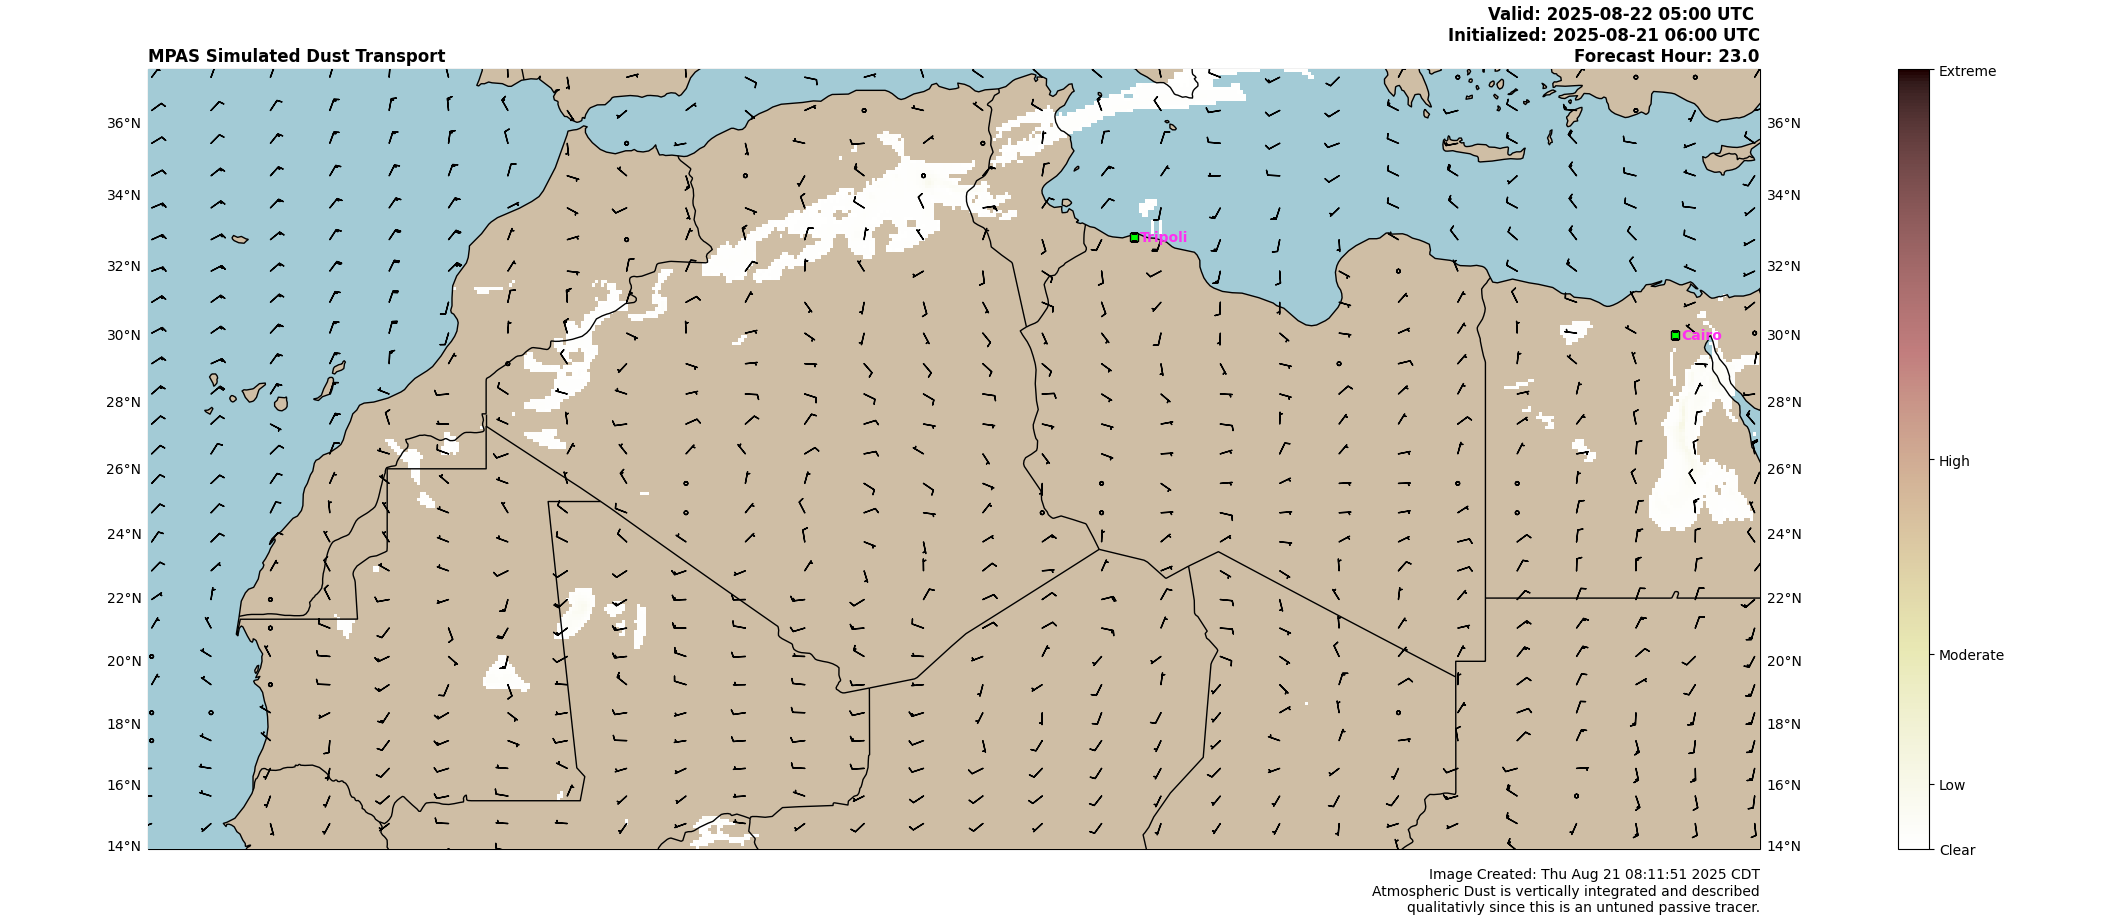 Valid: 2025-08-22 05:00 UTC
Initialized: 2025-08-21 06:00 UTC
MPAS Simulated Dust Transport
Forecast Hour: 23.0
Extreme
36°N
36°N
34°N
34°N
Tripoli
32°N
32°N
30°N
Cairo
30°N
28°N
28°N
26°N
26°N
High
24°N
24°N
22°N
22°N
20°N
20°N
Moderate
18°N
18°N
16°N
16°N
Low
14°N
14°N
Clear
Image Created: Thu Aug 21 08:11:51 2025 CDT
Atmospheric Dust is vertically integrated and described
qualitativly since this is an untuned passive tracer.